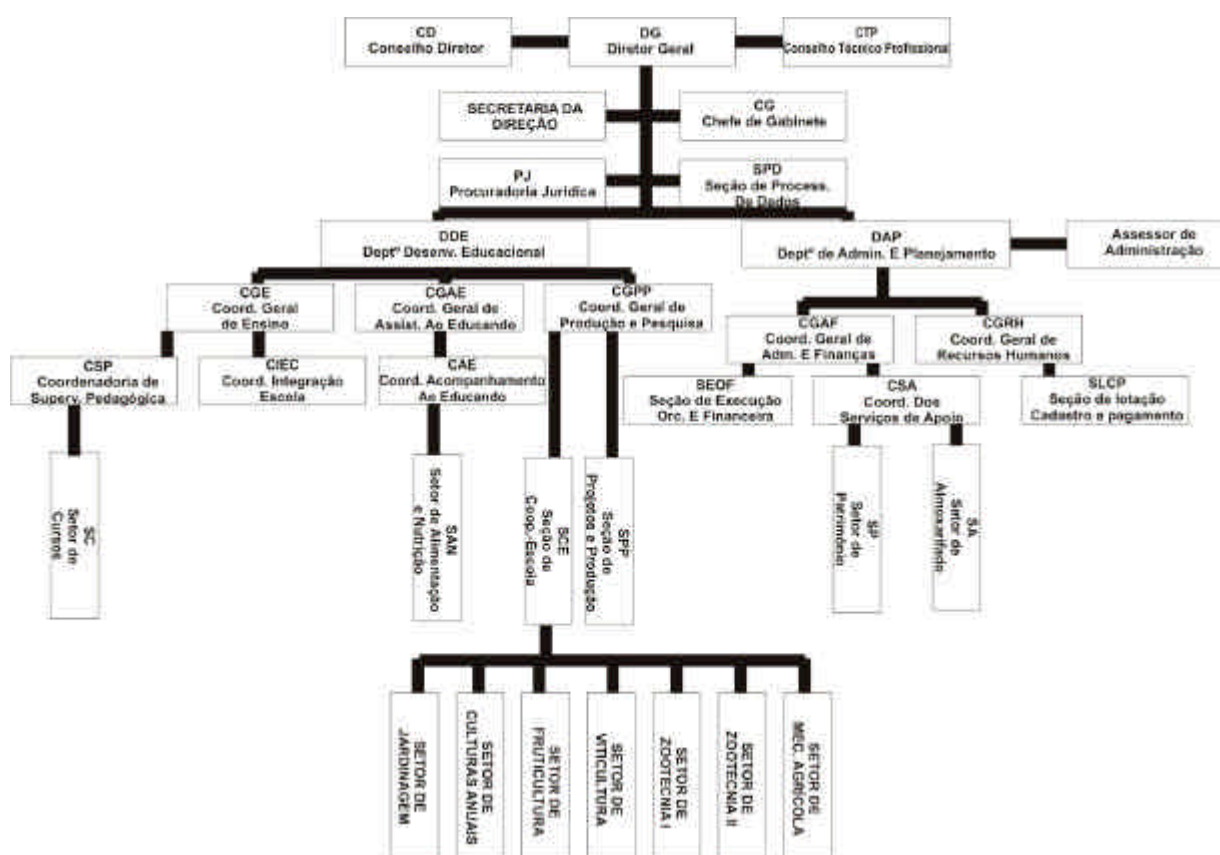 CD
Conselho Diretor
DG
Diretor Geral
CTP
Conselho Técnico Profissional
SECRETARIA DA
DIREÇÃO
CG
Chefe de Gabinete
PJ
Procuradoria Jurídica
SPD
Seção de Process.
De Dados
DDE
Deptº Desenv. Educacional
DAP
Deptº de Admin. E Planejamento
Assessor de
Administração
CGE
Coord. Geral
de Ensino
CGAE
Coord. Geral de
Assist. Ao Educando
CGPP
Coord. Geral de
Produção e Pesquisa
CGAF
Coord. Geral de
Adm. E Finanças
CGRH
Coord. Geral de
Recursos Humanos
CSP
Coordenadoria de
Superv. Pedagógica
CIEC
Coord. Integração
Escola
CAE
Coord. Acompanhamento
Ao Educando
SEOF
Seção de Execução
Orc. E Financeira
CSA
Coord. Dos
Serviços de Apoio
SLCP
Seção de lotação
Cadastro e pagamento
SC
Setor de
Cursos
SAN
Setor de Alimentação
e Nutrição
SCE
Seção de
Coop.-Escola
SPP
Seção de
Projetos e Produção
SP
Setor de
Patrimônio
SA
Setor de
Almoxarifado
SETOR DE
JARDINAGEM
SETOR DE
CULTURAS ANUAIS
SETOR DE
FRUTICULTURA
SETOR DE
VITICULTURA
SETOR DE
ZOOTECNIA I
SETOR DE
ZOOTECNIA II
SETOR DE
MEC. AGRÍCOLA